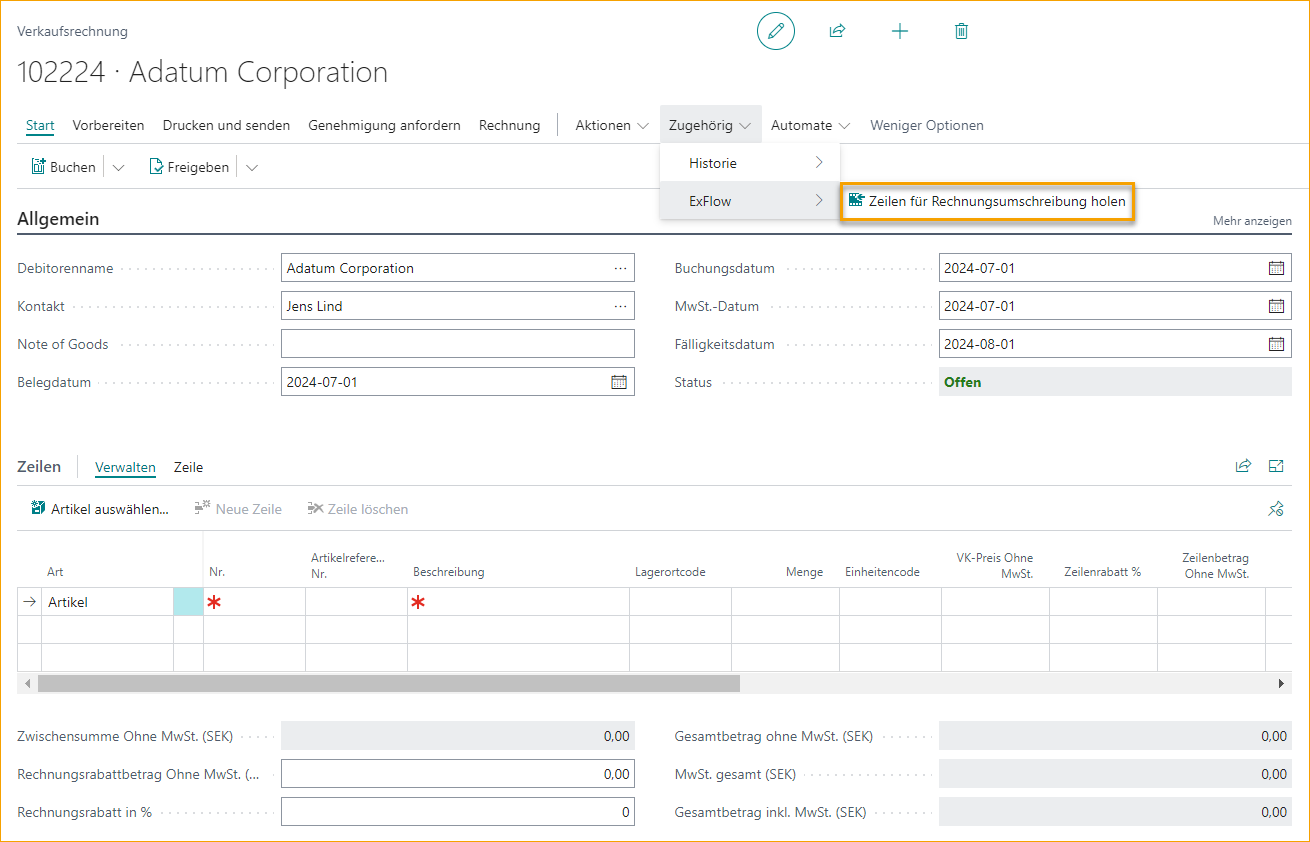 Verkaufsrechnung
102224 · Adatum Corporation
Start Vorbereiten Drucken und senden Genehmigung anfordern Rechnung Aktionen Zugehörig Automate Weniger Optionen
Buchen Freigeben
Historie
ExFlow
Zeilen für Rechnungsumschreibung holen
Allgemein
Mehr anzeigen
Debitorenname Adatum Corporation ...
Kontakt Jens Lind ...
Note of Goods
Belegdatum 2024-07-01
Buchungsdatum 2024-07-01
MwSt.-Datum 2024-07-01
Fälligkeitsdatum 2024-08-01
Status Offen
Zeilen Verwalten Zeile
Artikel auswählen... Neue Zeile Zeile löschen
Art Nr. Artikelrefere... Nr. Beschreibung Lagerortcode Menge Einheitencode VK-Preis Ohne MwSt. Zeilenrabatt % Zeilenbetrag Ohne MwSt.
Artikel * *
Zwischensumme Ohne MwSt. (SEK) 0,00
Rechnungsrabattbetrag Ohne MwSt. (... 0,00
Rechnungsrabatt in % 0
Gesamtbetrag ohne MwSt. (SEK) 0,00
MwSt. gesamt (SEK) 0,00
Gesamtbetrag inkl. MwSt. (SEK) 0,00